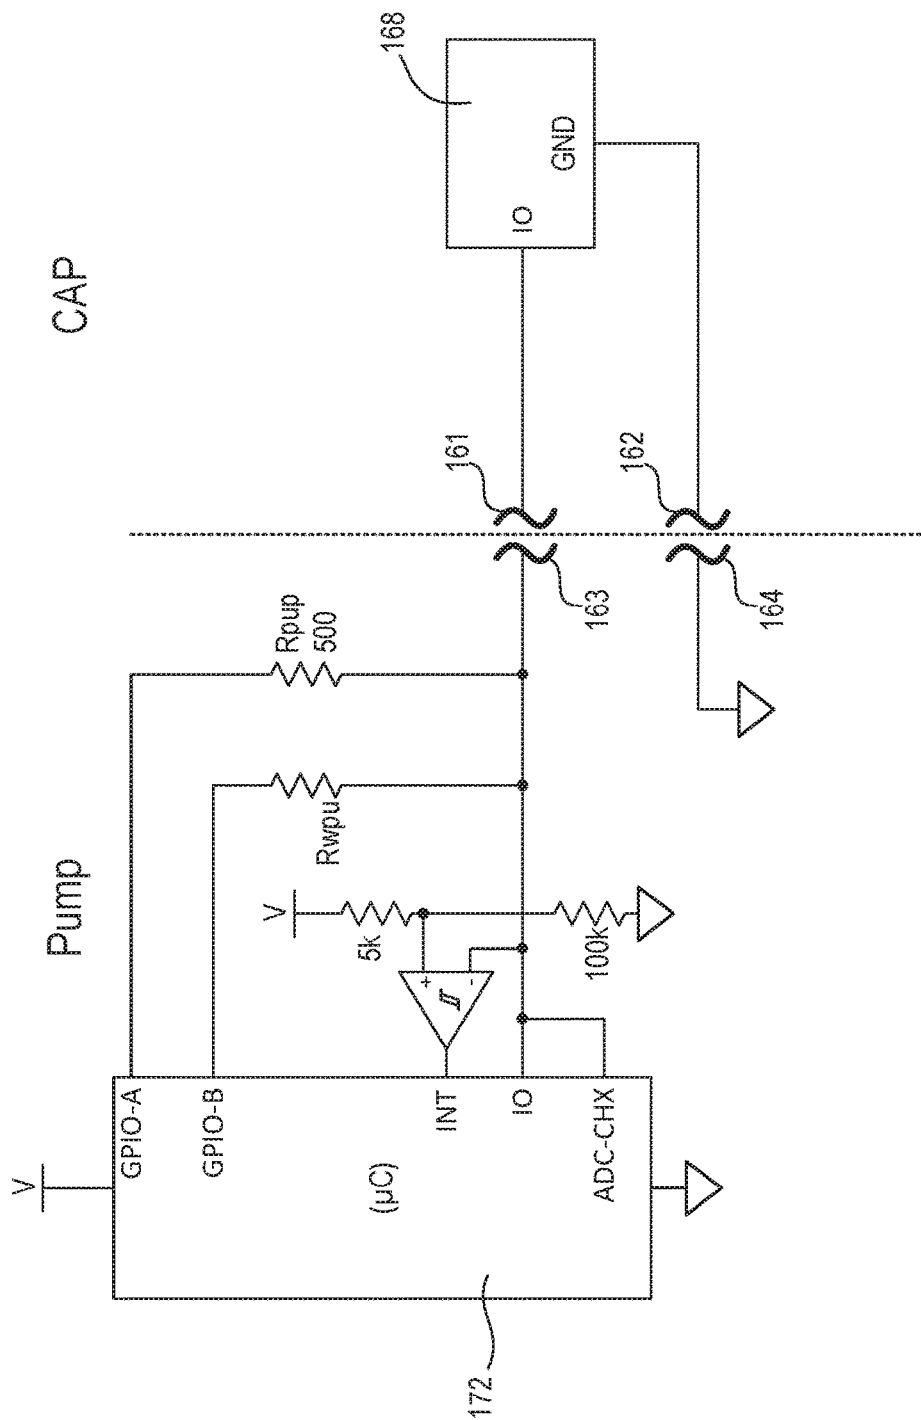 Pump
CAP
V
GPIO-A
GPIO-B
INT
IO
ADC-CHX
(µC)
172
V
5k
100k
+
-
Rwpu
Rpup
500
163
164
161
162
IO
GND
168